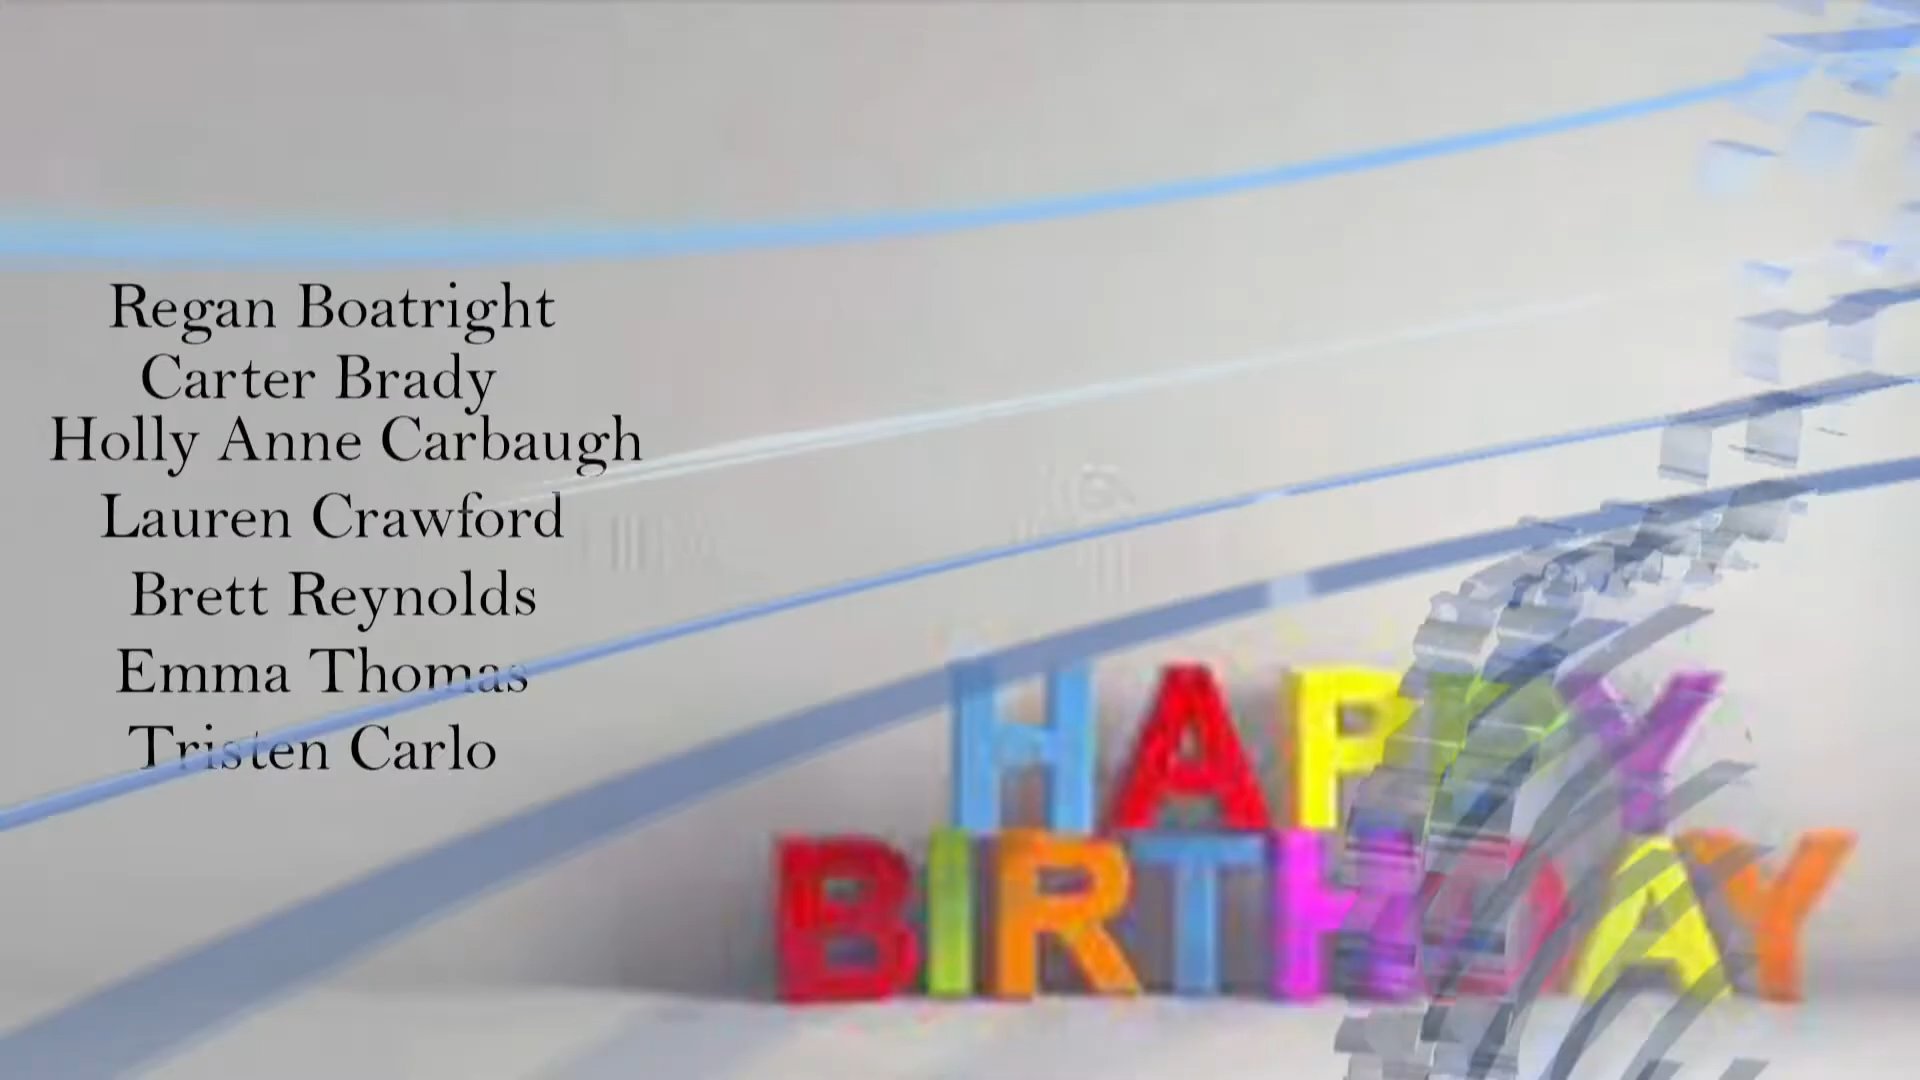 Regan Boatright
Carter Brady
Holly Anne Carbaugh
Lauren Crawford
Brett Reynolds
Emma Thomas
Tristen Carlo
HAPPY
BIRTHDAY